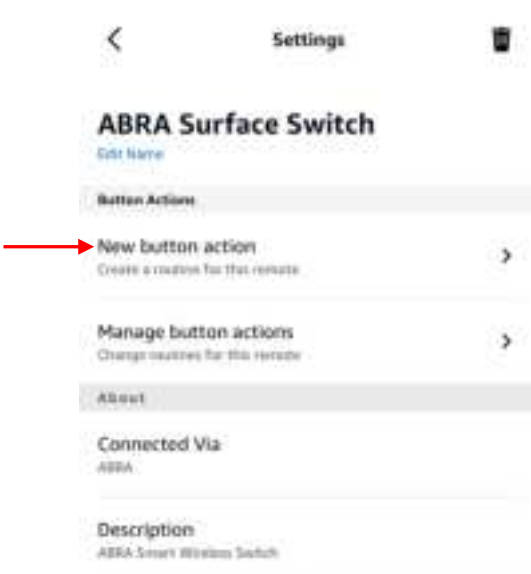 Settings
ABRA Surface Switch
Edit Name
Button Actions
New button action
Create a routine for this remote
Manage button actions
Change routines for this remote
About
Connected Via
ABRA
Description
ABRA Smart Wireless Switch